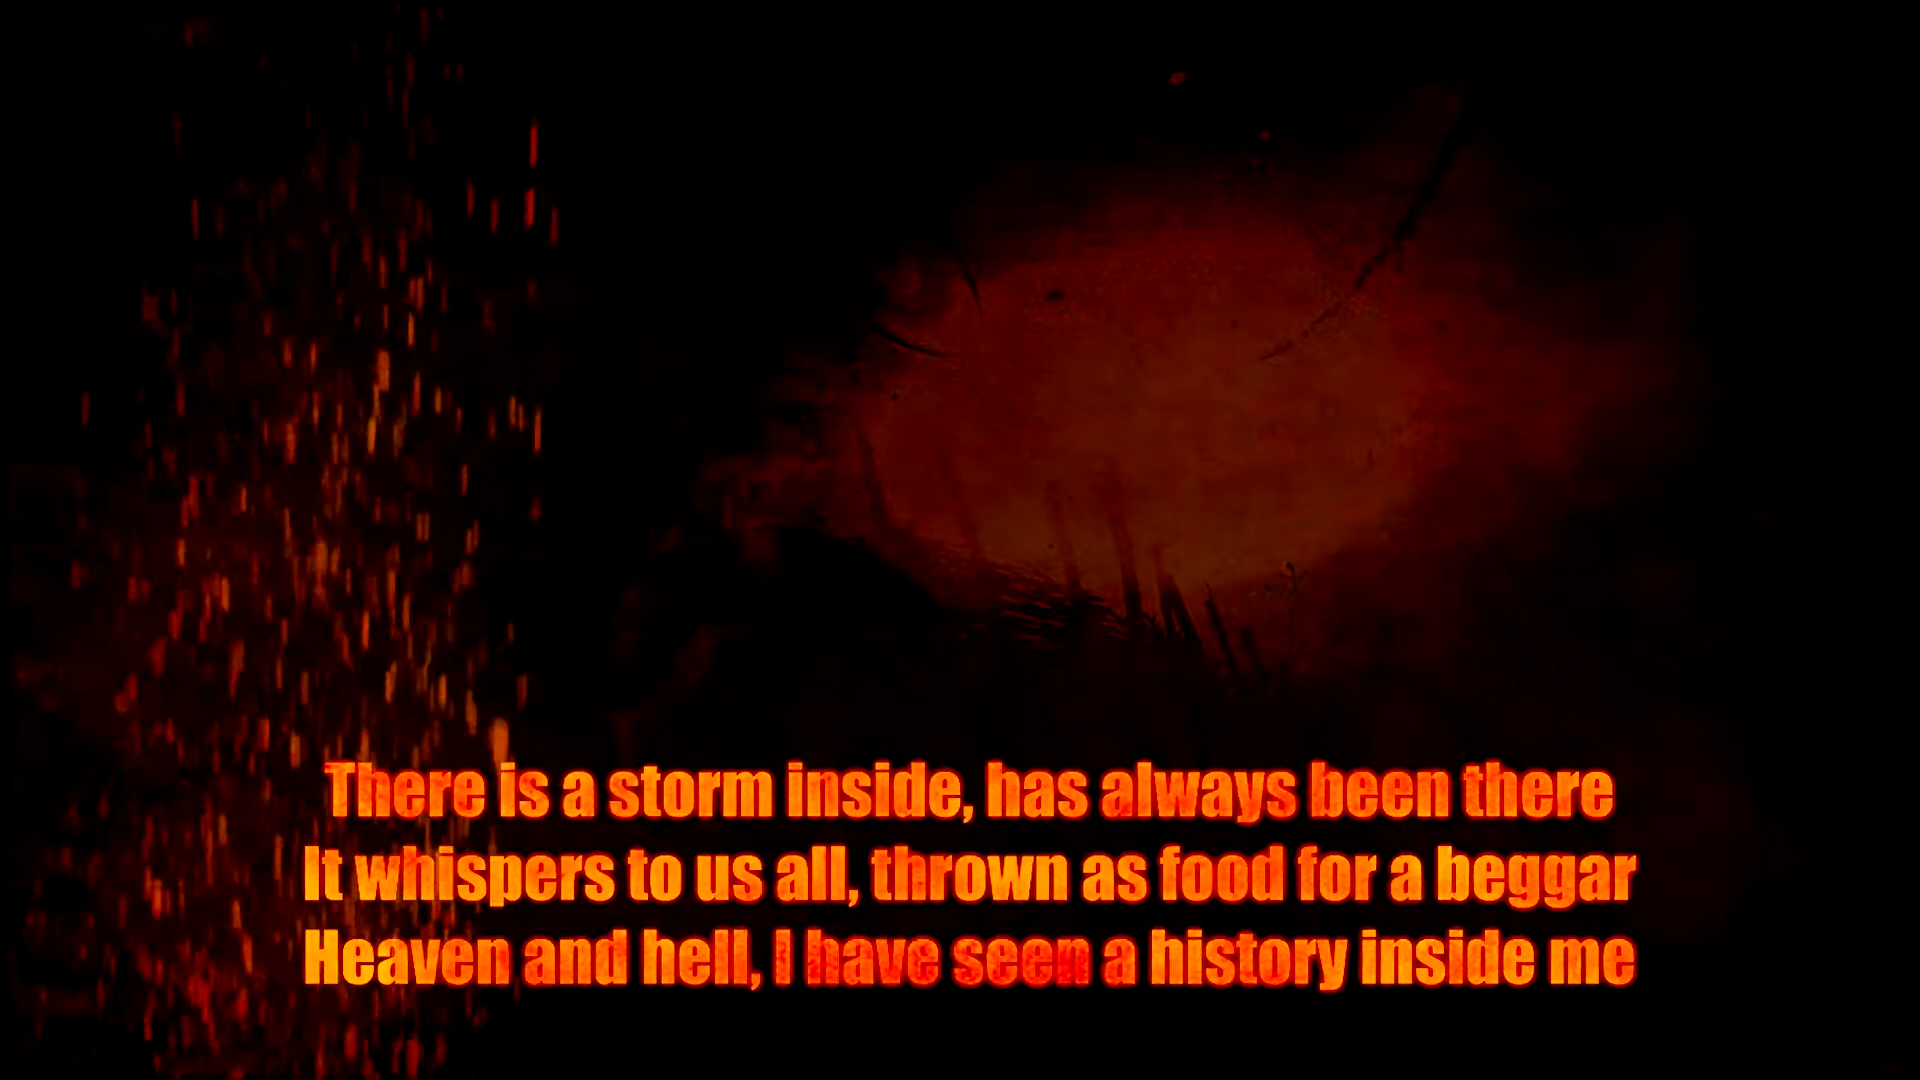 There is a storm inside, has always been there
It whispers to us all, thrown as food for a beggar
Heaven and hell, I have seen a history inside me